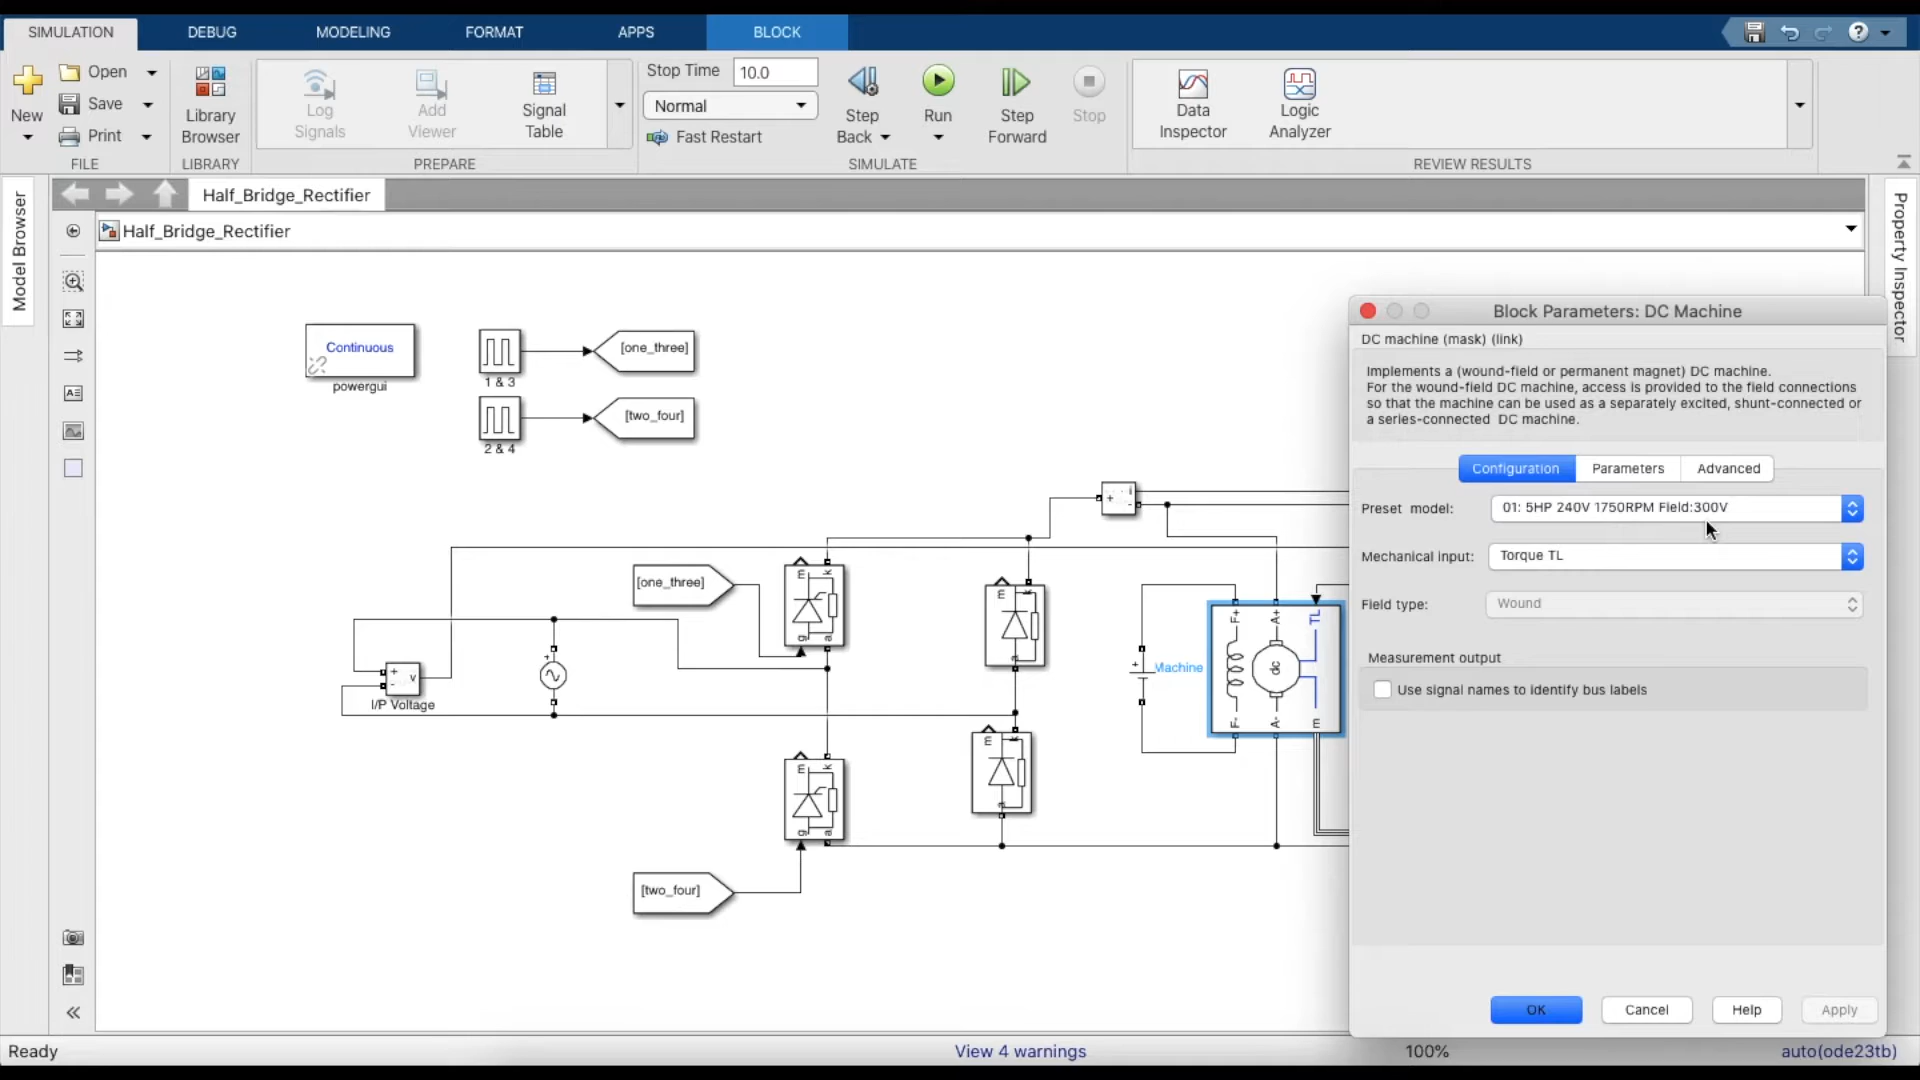 SIMULATION
DEBUG
MODELING
FORMAT
APPS
BLOCK
New
Open
Save
Print
FILE
Library
Browser
LIBRARY
Log
Signals
Add
Viewer
Signal
Table
PREPARE
Stop Time 10.0
Normal
Fast Restart
Step
Back
Run
Step
Forward
Stop
SIMULATE
Data
Inspector
Logic
Analyzer
REVIEW RESULTS
Model Browser
Half_Bridge_Rectifier
Half_Bridge_Rectifier
Property Inspector
Continuous
powergui
1 & 3
[one_three]
2 & 4
[two_four]
[one_three]
m
k
g
a
m
k
a
I/P Voltage
+
-
v
+
i
-
m
k
g
a
m
k
a
[two_four]
Machine
F+
A+
TL
dc
F-
A-
m
Block Parameters: DC Machine
DC machine (mask) (link)
Implements a (wound-field or permanent magnet) DC machine.
For the wound-field DC machine, access is provided to the field connections
so that the machine can be used as a separately excited, shunt-connected or
a series-connected DC machine.
Configuration
Parameters
Advanced
Preset model: 01: 5HP 240V 1750RPM Field:300V
Mechanical input: Torque TL
Field type: Wound
Measurement output
Use signal names to identify bus labels
OK
Cancel
Help
Apply
Ready
View 4 warnings
100%
auto(ode23tb)